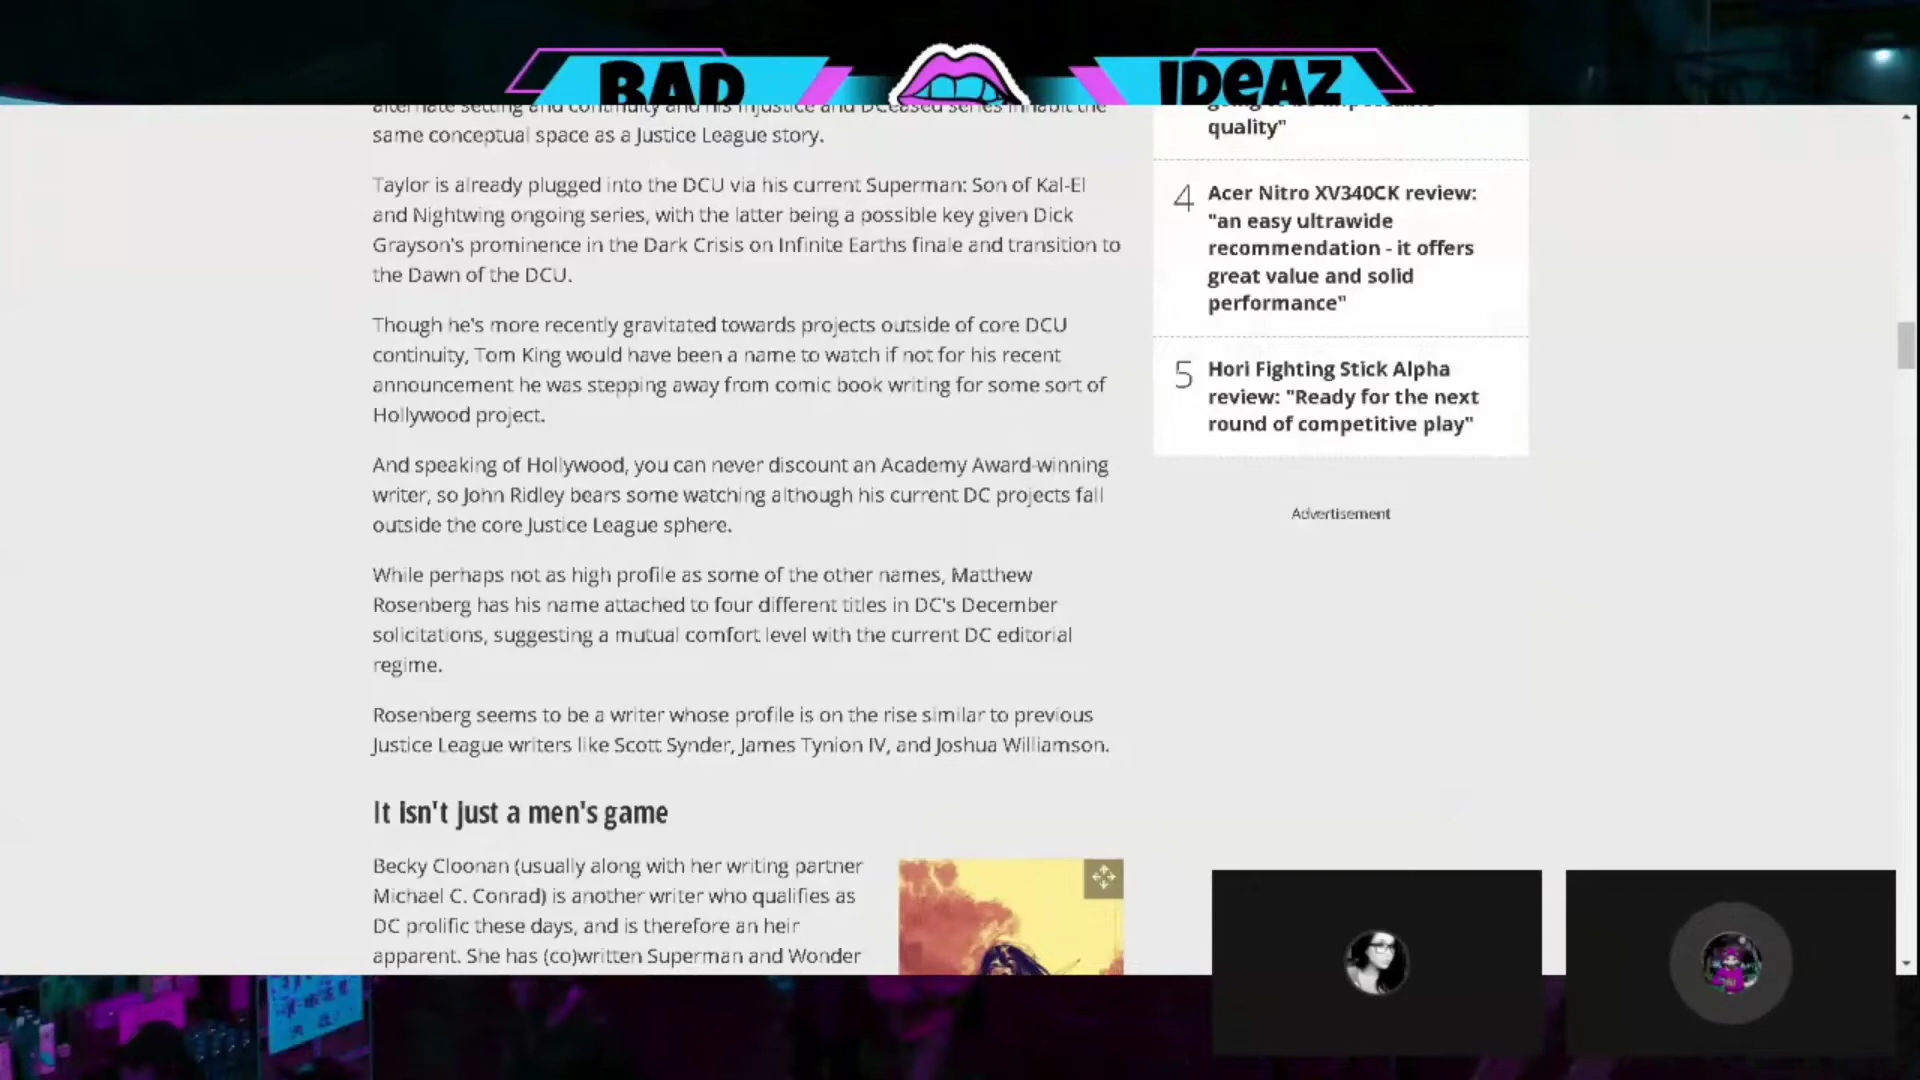 BAD IDEAZ
alternate setting and continuity and his Injustice and DCeased series inhabit the
same conceptual space as a Justice League story.
Taylor is already plugged into the DCU via his current Superman: Son of Kal-El
and Nightwing ongoing series, with the latter being a possible key given Dick
Grayson's prominence in the Dark Crisis on Infinite Earths finale and transition to
the Dawn of the DCU.
Though he's more recently gravitated towards projects outside of core DCU
continuity, Tom King would have been a name to watch if not for his recent
announcement he was stepping away from comic book writing for some sort of
Hollywood project.
And speaking of Hollywood, you can never discount an Academy Award-winning
writer, so John Ridley bears some watching although his current DC projects fall
outside the core Justice League sphere.
While perhaps not as high profile as some of the other names, Matthew
Rosenberg has his name attached to four different titles in DC's December
solicitations, suggesting a mutual comfort level with the current DC editorial
regime.
Rosenberg seems to be a writer whose profile is on the rise similar to previous
Justice League writers like Scott Synder, James Tynion IV, and Joshua Williamson.
It isn't just a men's game
Becky Cloonan (usually along with her writing partner
Michael C. Conrad) is another writer who qualifies as
DC prolific these days, and is therefore an heir
apparent. She has (co)written Superman and Wonder
quality"
4 Acer Nitro XV340CK review:
"an easy ultrawide
recommendation - it offers
great value and solid
performance"
5 Hori Fighting Stick Alpha
review: "Ready for the next
round of competitive play"
Advertisement